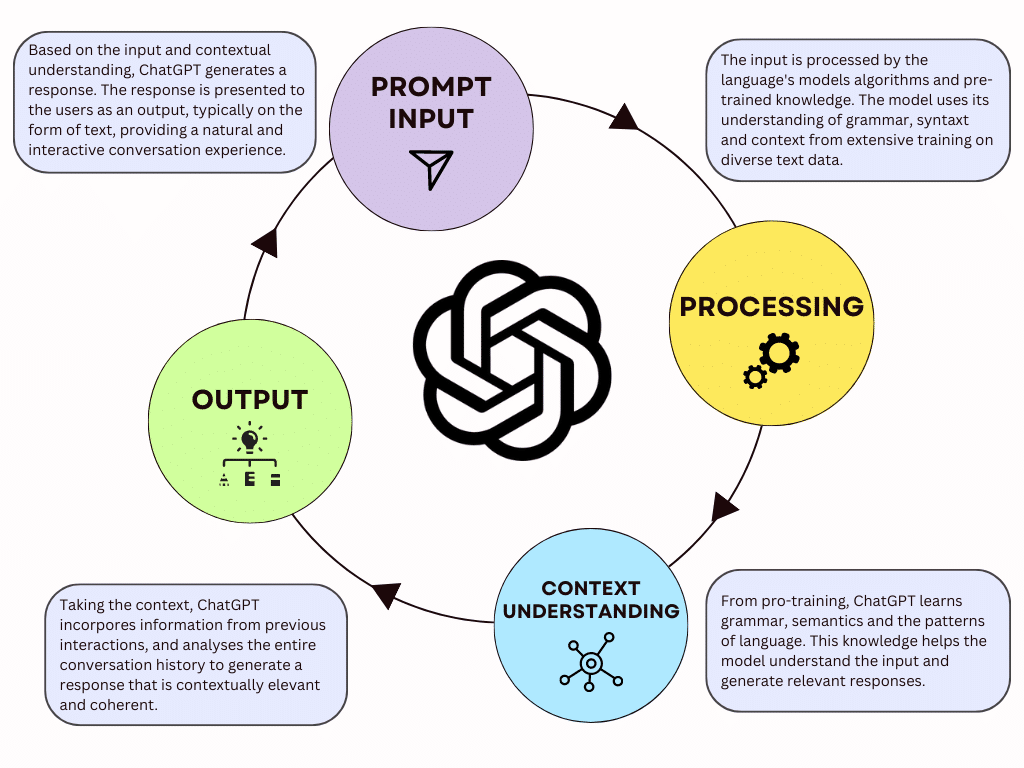 Based on the input and contextual
understanding, ChatGPT generates a
response. The response is presented to
the users as an output, typically on the
form of text, providing a natural and
interactive conversation experience.
PROMPT
INPUT
The input is processed by the
language's models algorithms and pre-
trained knowledge. The model uses its
understanding of grammar, syntaxt
and context from extensive training on
diverse text data.
PROCESSING
OUTPUT
CONTEXT
UNDERSTANDING
Taking the context, ChatGPT
incorpores information from previous
interactions, and analyses the entire
conversation history to generate a
response that is contextually elevant
and coherent.
From pro-training, ChatGPT learns
grammar, semantics and the patterns
of language. This knowledge helps the
model understand the input and
generate relevant responses.